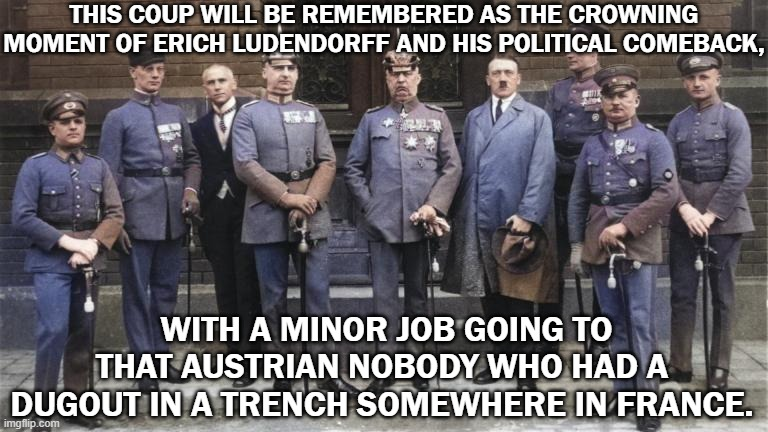 THIS COUP WILL BE REMEMBERED AS THE CROWNING
MOMENT OF ERICH LUDENDORFF AND HIS POLITICAL COMEBACK,
WITH A MINOR JOB GOING TO
THAT AUSTRIAN NOBODY WHO HAD A
DUGOUT IN A TRENCH SOMEWHERE IN FRANCE.
imgflip.com